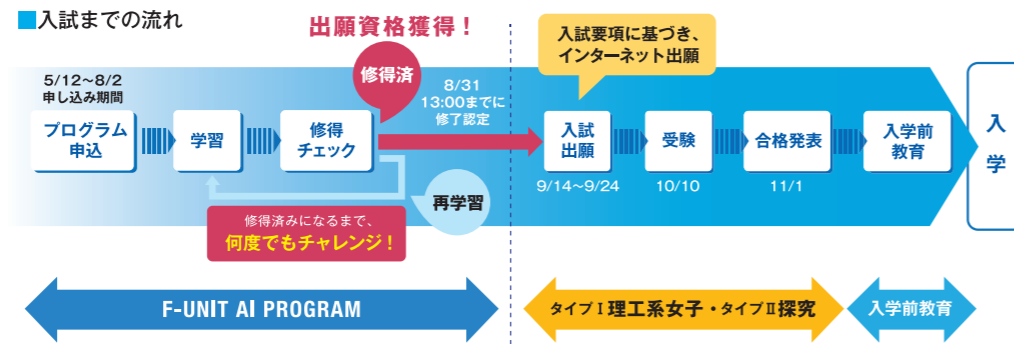 入試までの流れ
出願資格獲得！
入試要項に基づき、
インターネット出願
5/12～8/2
申し込み期間
修得済
8/31
13:00までに
修了認定
プログラム
申込
学習
修得
チェック
入試
出願
受験
合格発表
入学前
教育
入
学
9/14～9/24
10/10
11/1
再学習
修得済みになるまで、
何度でもチャレンジ！
F-UNIT AI PROGRAM
タイプⅠ理工系女子・タイプⅡ探究
入学前教育